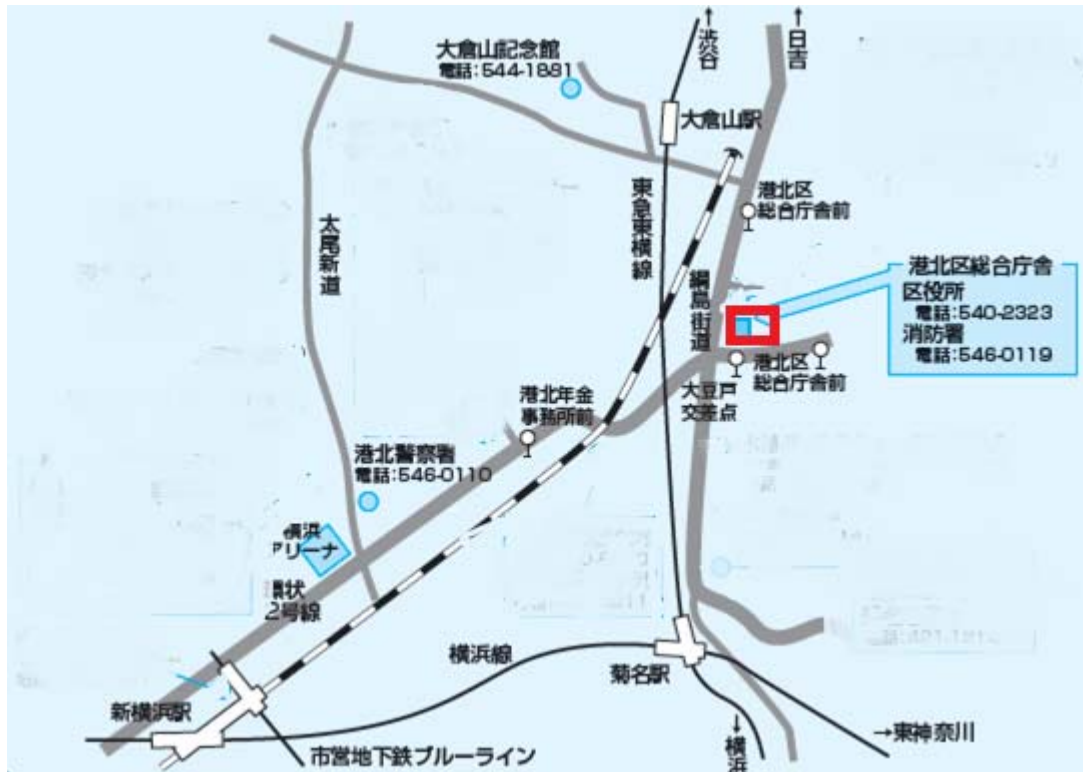 ↑渋谷
↑日吉
大倉山記念館
電話:544-1881
大倉山駅
港北区
総合庁舎前
東急東横線
太尾新道
綱島街道
港北区総合庁舎
区役所
電話:540-2323
消防署
電話:546-0119
港北区
総合庁舎前
大豆戸
交差点
港北年金
事務所前
港北警察署
電話:546-0110
横浜
アリーナ
環状
2号線
横浜線
菊名駅
新横浜駅
市営地下鉄ブルーライン
→横浜
→東神奈川